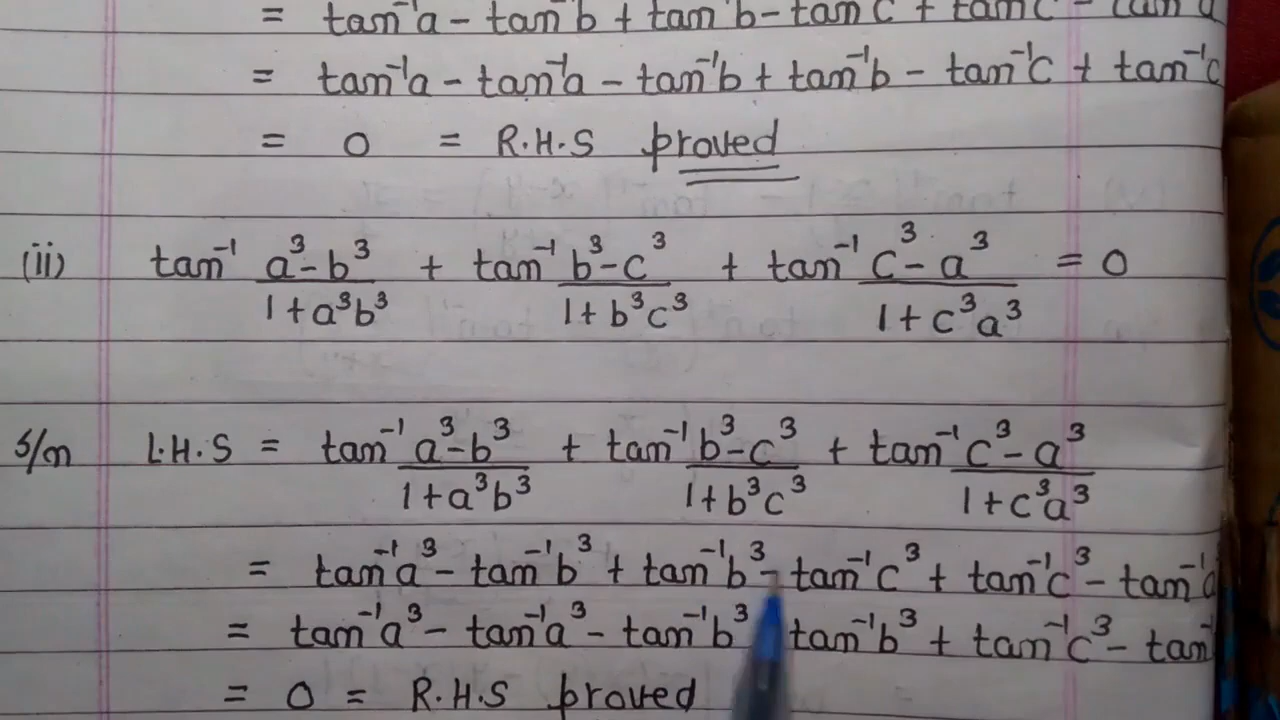 = tan⁻¹a - tan⁻¹b + tan⁻¹b - tan⁻¹c + tan⁻¹c - tan⁻¹a
= tan⁻¹a - tan⁻¹a - tan⁻¹b + tan⁻¹b - tan⁻¹c + tan⁻¹c
= 0 = R.H.S proved
(ii) tan⁻¹ (a³-b³)/(1+a³b³) + tan⁻¹ (b³-c³)/(1+b³c³) + tan⁻¹ (c³-a³)/(1+c³a³) = 0
L.H.S = tan⁻¹ (a³-b³)/(1+a³b³) + tan⁻¹ (b³-c³)/(1+b³c³) + tan⁻¹ (c³-a³)/(1+c³a³)
= tan⁻¹a³ - tan⁻¹b³ + tan⁻¹b³ - tan⁻¹c³ + tan⁻¹c³ - tan⁻¹a
= tan⁻¹a³ - tan⁻¹a³ - tan⁻¹b³ tan⁻¹b³ + tan⁻¹c³ - tan⁻¹
= 0 = R.H.S proved